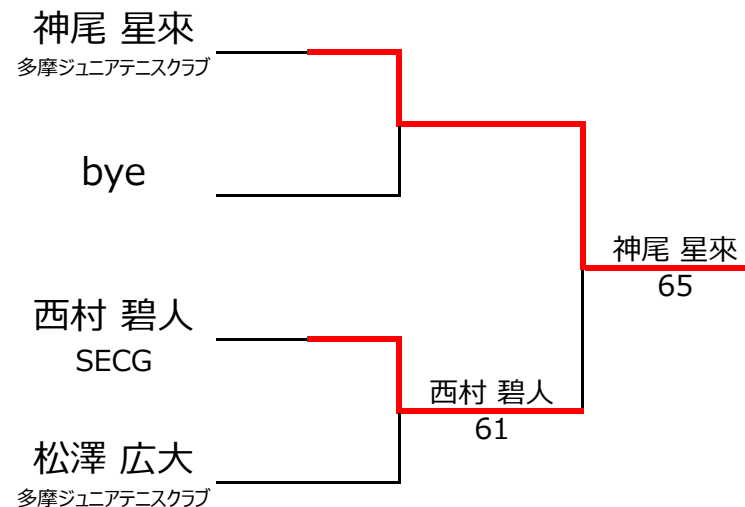 神尾 星來
多摩ジュニアテニスクラブ
bye
神尾 星來
65
西村 碧人
SECG
西村 碧人
61
松澤 広大
多摩ジュニアテニスクラブ